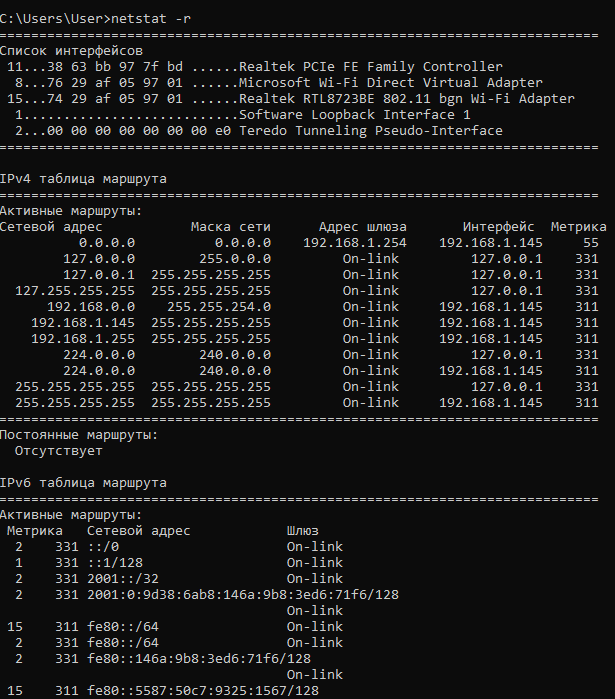 C:\Users\User>netstat -r
===========================================================================
Список интерфейсов
 11...38 63 bb 97 7f bd ......Realtek PCIe FE Family Controller
  8...76 29 af 05 97 01 ......Microsoft Wi-Fi Direct Virtual Adapter
 15...74 29 af 05 97 01 ......Realtek RTL8723BE 802.11 bgn Wi-Fi Adapter
  1...........................Software Loopback Interface 1
  2...00 00 00 00 00 00 00 e0 Teredo Tunneling Pseudo-Interface
===========================================================================
IPv4 таблица маршрута
===========================================================================
Активные маршруты:
Сетевой адрес           Маска сети      Адрес шлюза       Интерфейс  Метрика
          0.0.0.0          0.0.0.0    192.168.1.254    192.168.1.145     55
        127.0.0.0        255.0.0.0         On-link         127.0.0.1    331
        127.0.0.1  255.255.255.255         On-link         127.0.0.1    331
  127.255.255.255  255.255.255.255         On-link         127.0.0.1    331
      192.168.0.0    255.255.254.0         On-link     192.168.1.145    311
    192.168.1.145  255.255.255.255         On-link     192.168.1.145    311
    192.168.1.255  255.255.255.255         On-link     192.168.1.145    311
        224.0.0.0        240.0.0.0         On-link         127.0.0.1    331
        224.0.0.0        240.0.0.0         On-link     192.168.1.145    311
  255.255.255.255  255.255.255.255         On-link         127.0.0.1    331
  255.255.255.255  255.255.255.255         On-link     192.168.1.145    311
===========================================================================
Постоянные маршруты:
  Отсутствует
IPv6 таблица маршрута
===========================================================================
Активные маршруты:
 Метрика   Сетевой адрес            Шлюз
  2    331 ::/0                     On-link
  1    331 ::1/128                  On-link
  2    331 2001::/32                On-link
  2    331 2001:0:9d38:6ab8:146a:9b8:3ed6:71f6/128
                                    On-link
 15    311 fe80::/64                On-link
  2    331 fe80::/64                On-link
  2    331 fe80::146a:9b8:3ed6:71f6/128
                                    On-link
 15    311 fe80::5587:50c7:9325:1567/128